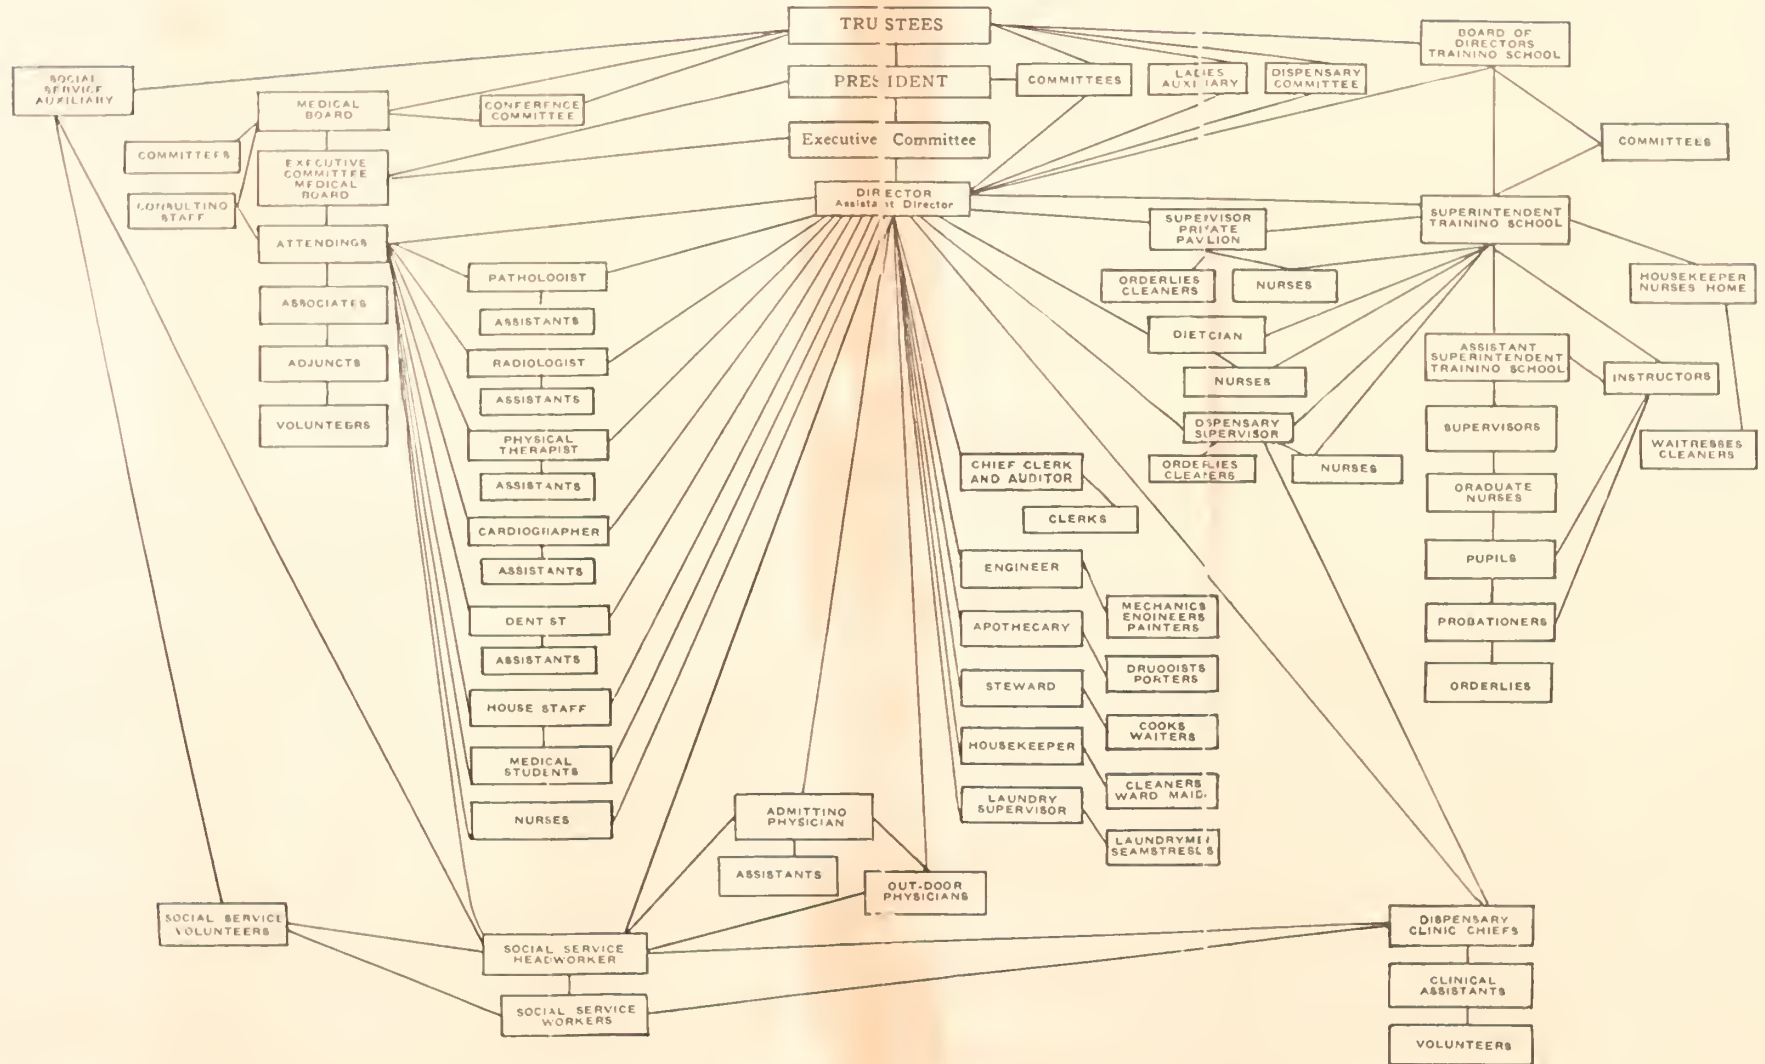 TRUSTEES
BOARD OF
DIRECTORS
TRAINING SCHOOL
SOCIAL
SERVICE
AUXILIARY
PRESIDENT
COMMITTEES
LADIES
AUXILIARY
DISPENSARY
COMMITTEE
MEDICAL
BOARD
CONFERENCE
COMMITTEE
Executive Committee
COMMITTEES
COMMITTEES
EXECUTIVE
COMMITTEE
MEDICAL
BOARD
CONSULTING
STAFF
DIRECTOR
Assistant Director
SUPERVISOR
PRIVATE
PAVLION
SUPERINTENDENT
TRAINING SCHOOL
ATTENDINGS
PATHOLOGIST
ASSISTANTS
ORDERLIES
CLEANERS
NURSES
HOUSEKEEPER
NURSES HOME
ASSOCIATES
DIETCIAN
NURSES
ADJUNCTS
RADIOLOGIST
ASSISTANTS
ASSISTANT
SUPERINTENDENT
TRAINING SCHOOL
INSTRUCTORS
VOLUNTEERS
PHYSICAL
THERAPIST
ASSISTANTS
DISPENSARY
SUPERVISOR
ORDERLIES
CLEANERS
NURSES
SUPERVISORS
WAITRESSES
CLEANERS
CHIEF CLERK
AND AUDITOR
CLERKS
GRADUATE
NURSES
CARDIOGRAPHER
ASSISTANTS
ENGINEER
MECHANICS
ENGINEERS
PAINTERS
PUPILS
DENTIST
ASSISTANTS
APOTHECARY
DRUGGISTS
PORTERS
PROBATIONERS
ORDERLIES
HOUSE STAFF
STEWARD
COOKS
WAITERS
MEDICAL
STUDENTS
HOUSEKEEPER
CLEANERS
WARD MAIDS
NURSES
ADMITTING
PHYSICIAN
ASSISTANTS
LAUNDRY
SUPERVISOR
LAUNDRYMEN
SEAMSTRESSES
OUT-DOOR
PHYSICIANS
SOCIAL SERVICE
VOLUNTEERS
SOCIAL SERVICE
HEADWORKER
SOCIAL SERVICE
WORKERS
DISPENSARY
CLINIC CHIEFS
CLINICAL
ASSISTANTS
VOLUNTEERS